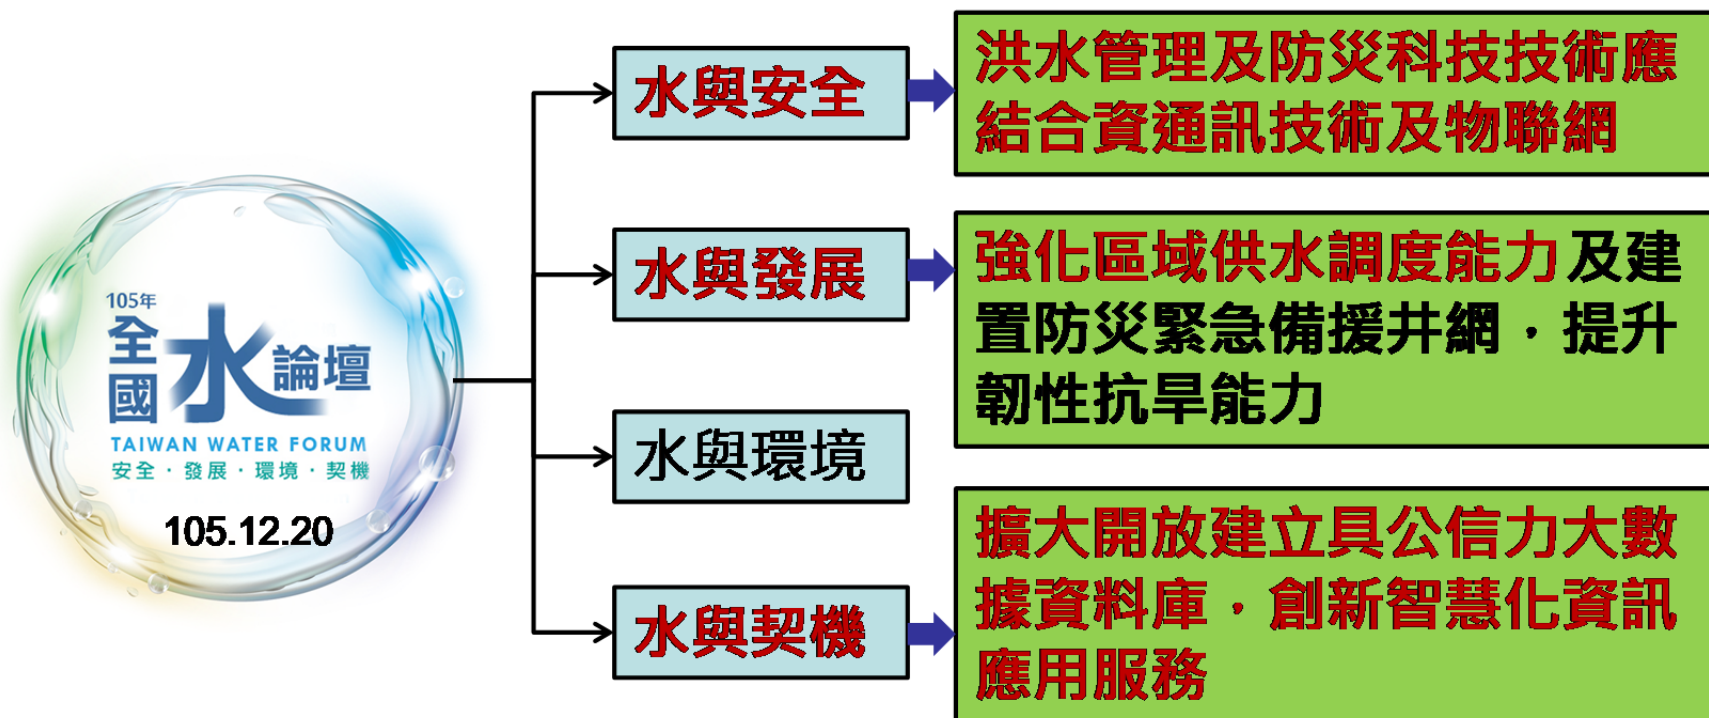 105年
全國水論壇
TAIWAN WATER FORUM
安全·發展·環境·契機
105.12.20
水與安全
洪水管理及防災科技技術應
結合資通訊技術及物聯網
水與發展
強化區域供水調度能力及建
置防災緊急備援井網，提升
韌性抗旱能力
水與環境
水與契機
擴大開放建立具公信力大數
據資料庫，創新智慧化資訊
應用服務